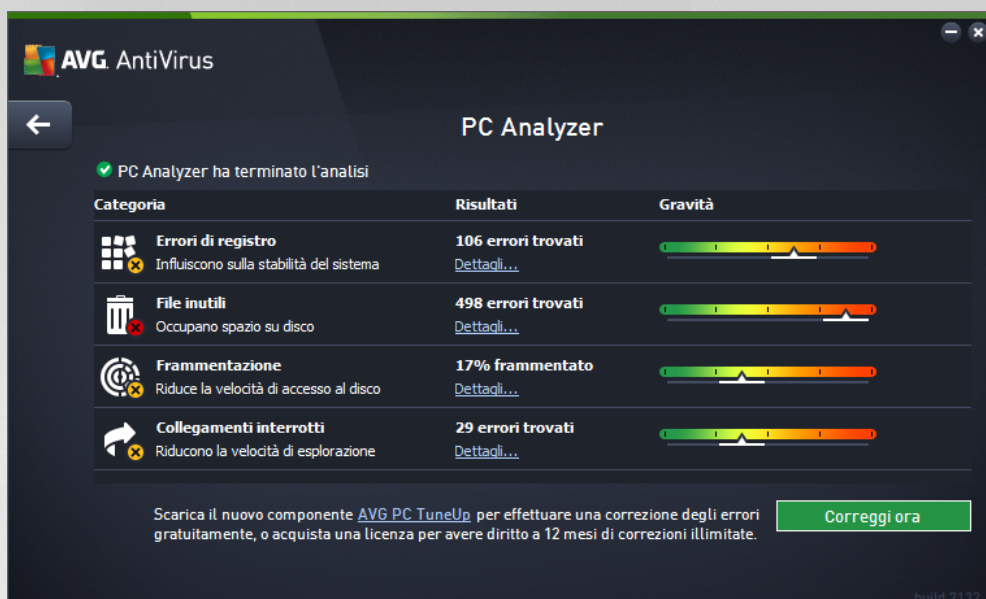 AVG. AntiVirus
PC Analyzer
PC Analyzer ha terminato l'analisi
Categoria Risultati Gravità
Errori di registro 106 errori trovati
Influiscono sulla stabilità del sistema Dettagli...
File inutili 498 errori trovati
Occupano spazio su disco Dettagli...
Frammentazione 17% frammentato
Riduce la velocità di accesso al disco Dettagli...
Collegamenti interrotti 29 errori trovati
Riducono la velocità di esplorazione Dettagli...
Scarica il nuovo componente AVG PC TuneUp per effettuare una correzione degli errori
gratuitamente, o acquista una licenza per avere diritto a 12 mesi di correzioni illimitate.
Correggi ora
build 7132